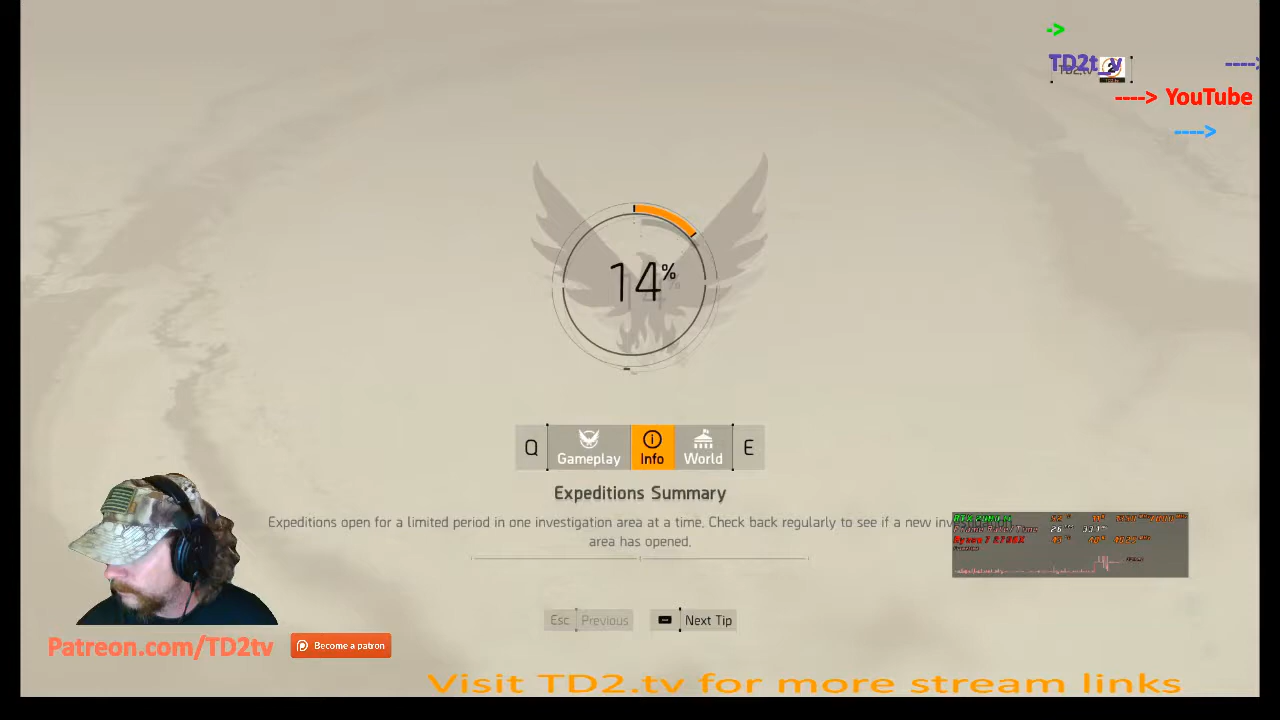 ->
TD2t_v
---->
----> YouTube
---->
14%
Q
Gameplay
Info
World
E
Expeditions Summary
Expeditions open for a limited period in one investigation area at a time. Check back regularly to see if a new
area has opened.
Esc Previous
Next Tip
Patreon.com/TD2tv
Become a patron
Visit TD2.tv for more stream links